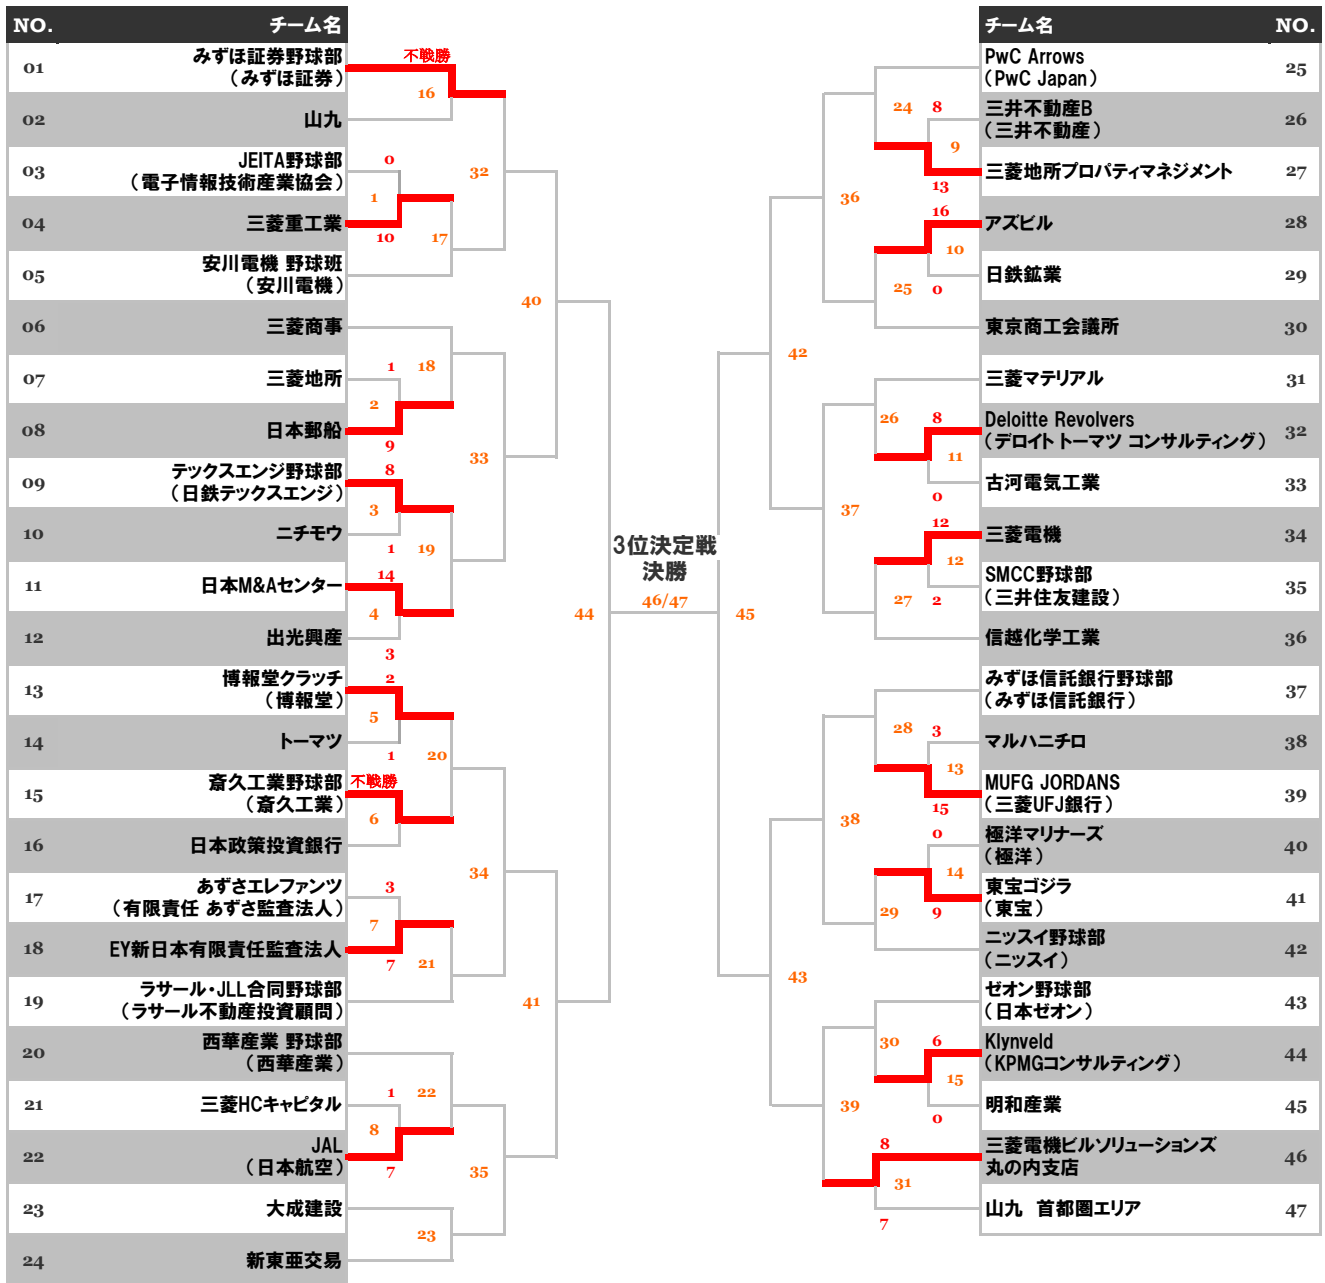 NO. チーム名
01 みずほ証券野球部
（みずほ証券）
02 山九
03 JEITA野球部
（電子情報技術産業協会）
04 三菱重工業
05 安川電機 野球班
（安川電機）
06 三菱商事
07 三菱地所
08 日本郵船
09 テックスエンジ野球部
（日鉄テックスエンジ）
10 ニチモウ
11 日本M&Aセンター
12 出光興産
13 博報堂クラッチ
（博報堂）
14 トーマツ
15 斎久工業野球部
（斎久工業）
16 日本政策投資銀行
17 あずさエレファンツ
（有限責任 あずさ監査法人）
18 EY新日本有限責任監査法人
19 ラサール・JLL合同野球部
（ラサール不動産投資顧問）
20 西華産業 野球部
（西華産業）
21 三菱HCキャピタル
22 JAL
（日本航空）
23 大成建設
24 新東亜交易
不戦勝
16
0
1
10
17
32
1
2
9
18
8
3
1
19
14
4
3
33
40
2
5
1
20
不戦勝
6
3
7
7
21
34
1
8
7
22
23
35
41
44
3位決定戦
決勝
46/47
45
42
36
24
8
9
13
16
10
0
25
37
26
8
11
0
12
12
2
27
43
38
28
3
13
15
0
14
9
29
39
30
6
15
0
8
31
7
チーム名 NO.
PwC Arrows
（PwC Japan） 25
三井不動産B
（三井不動産） 26
三菱地所プロパティマネジメント 27
アズビル 28
日鉄鉱業 29
東京商工会議所 30
三菱マテリアル 31
Deloitte Revolvers
（デロイト トーマツ コンサルティング） 32
古河電気工業 33
三菱電機 34
SMCC野球部
（三井住友建設） 35
信越化学工業 36
みずほ信託銀行野球部
（みずほ信託銀行） 37
マルハニチロ 38
MUFG JORDANS
（三菱UFJ銀行） 39
極洋マリナーズ
（極洋） 40
東宝ゴジラ
（東宝） 41
ニッスイ野球部
（ニッスイ） 42
ゼオン野球部
（日本ゼオン） 43
Klynveld
（KPMGコンサルティング） 44
明和産業 45
三菱電機ビルソリューションズ
丸の内支店 46
山九 首都圏エリア 47